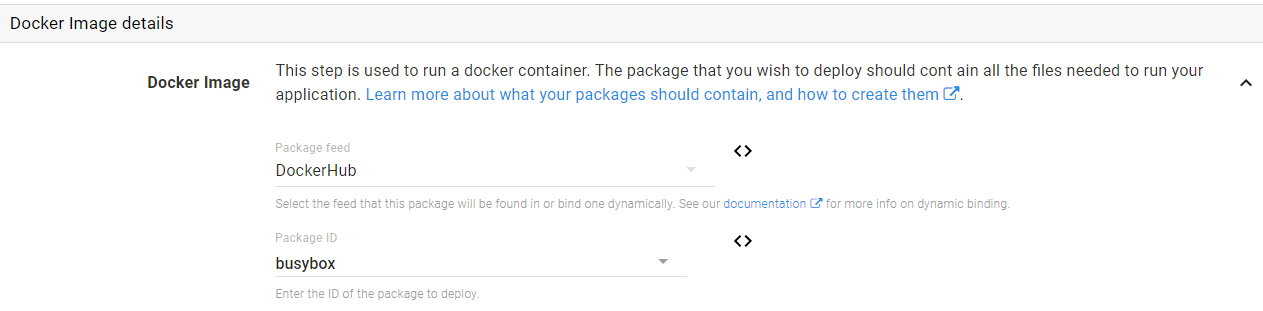 Docker Image details
Docker Image
This step is used to run a docker container. The package that you wish to deploy should cont ain all the files needed to run your
application. Learn more about what your packages should contain, and how to create them.
Package feed
DockerHub
Select the feed that this package will be found in or bind one dynamically. See our documentation for more info on dynamic binding.
Package ID
busybox
Enter the ID of the package to deploy.